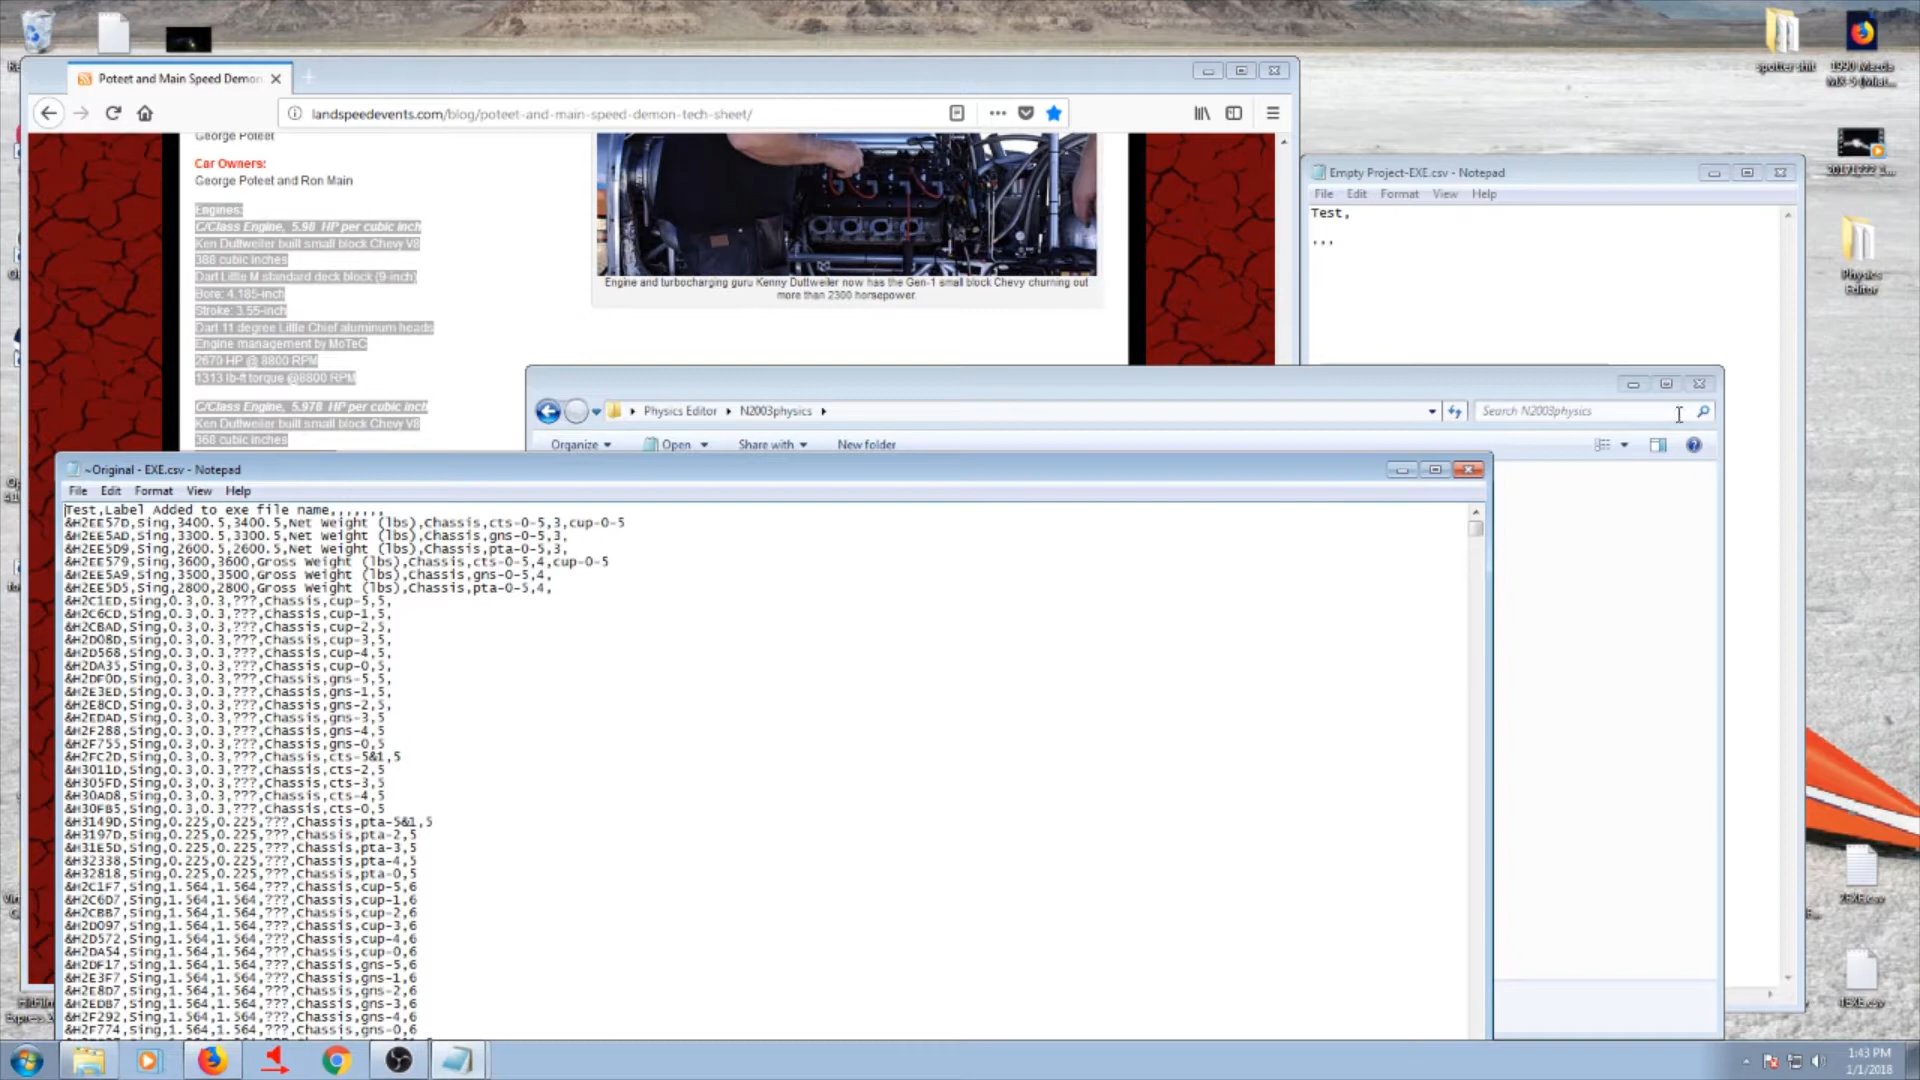 spotter shit
1990 Mazda
MX-5 (Miat...
Poteet and Main Speed Demon
landspeedevents.com/blog/poteet-and-main-speed-demon-tech-sheet/
George Poteet
Car Owners:
George Poteet and Ron Main
Engines:
C/Class Engine, 5.98 HP per cubic inch
Ken Duttweiler built small block Chevy V8
388 cubic inches
Dart Little M standard deck block (9-inch)
Bore: 4.185-inch
Stroke: 3.55-inch
Dart 11 degree Little Chief aluminum heads
Engine management by MoTeC
2670 HP @ 8800 RPM
1313 lb-ft torque @8800 RPM
C/Class Engine, 5.978 HP per cubic inch
Ken Duttweiler built small block Chevy V8
368 cubic inches
Engine and turbocharging guru Kenny Duttweiler now has the Gen-1 small block Chevy churning out
more than 2300 horsepower.
Empty Project-EXE.csv - Notepad
File Edit Format View Help
Test,
,,,
Physics
Editor
Physics Editor N2003physics
Search N2003physics
Organize Open Share with New folder
~Original - EXE.csv - Notepad
File Edit Format View Help
Test,Label Added to exe file name,,,,,,,
&H2EE57D,Sing,3400.5,3400.5,Net Weight (lbs),Chassis,cts-0-5,3,cup-0-5
&H2EE5AD,Sing,3300.5,3300.5,Net Weight (lbs),Chassis,gns-0-5,3,
&H2EE5D9,Sing,2600.5,2600.5,Net Weight (lbs),Chassis,pta-0-5,3,
&H2EE579,Sing,3600,3600,Gross Weight (lbs),Chassis,cts-0-5,4,cup-0-5
&H2EE5A9,Sing,3500,3500,Gross Weight (lbs),Chassis,gns-0-5,4,
&H2EE5D5,Sing,2800,2800,Gross Weight (lbs),Chassis,pta-0-5,4,
&H2C1ED,Sing,0.3,0.3,???,Chassis,cup-5,5,
&H2C6CD,Sing,0.3,0.3,???,Chassis,cup-1,5,
&H2CBAD,Sing,0.3,0.3,???,Chassis,cup-2,5,
&H2D08D,Sing,0.3,0.3,???,Chassis,cup-3,5,
&H2D568,Sing,0.3,0.3,???,Chassis,cup-4,5,
&H2DA35,Sing,0.3,0.3,???,Chassis,cup-0,5,
&H2DF0D,Sing,0.3,0.3,???,Chassis,gns-5,5,
&H2E3ED,Sing,0.3,0.3,???,Chassis,gns-1,5,
&H2E8CD,Sing,0.3,0.3,???,Chassis,gns-2,5,
&H2EDAD,Sing,0.3,0.3,???,Chassis,gns-3,5
&H2F288,Sing,0.3,0.3,???,Chassis,gns-4,5
&H2F755,Sing,0.3,0.3,???,Chassis,gns-0,5
&H2FC2D,Sing,0.3,0.3,???,Chassis,cts-5&1,5
&H3011D,Sing,0.3,0.3,???,Chassis,cts-2,5
&H305FD,Sing,0.3,0.3,???,Chassis,cts-3,5
&H30AD8,Sing,0.3,0.3,???,Chassis,cts-4,5
&H30FB5,Sing,0.3,0.3,???,Chassis,cts-0,5
&H3149D,Sing,0.225,0.225,???,Chassis,pta-5&1,5
&H3197D,Sing,0.225,0.225,???,Chassis,pta-2,5
&H31E5D,Sing,0.225,0.225,???,Chassis,pta-3,5
&H32338,Sing,0.225,0.225,???,Chassis,pta-4,5
&H32818,Sing,0.225,0.225,???,Chassis,pta-0,5
&H2C1F7,Sing,1.564,1.564,???,Chassis,cup-5,6
&H2C6D7,Sing,1.564,1.564,???,Chassis,cup-1,6
&H2CBB7,Sing,1.564,1.564,???,Chassis,cup-2,6
&H2D097,Sing,1.564,1.564,???,Chassis,cup-3,6
&H2D572,Sing,1.564,1.564,???,Chassis,cup-4,6
&H2DA54,Sing,1.564,1.564,???,Chassis,cup-0,6
&H2DF17,Sing,1.564,1.564,???,Chassis,gns-5,6
&H2E3F7,Sing,1.564,1.564,???,Chassis,gns-1,6
&H2E8D7,Sing,1.564,1.564,???,Chassis,gns-2,6
&H2EDB7,Sing,1.564,1.564,???,Chassis,gns-3,6
&H2F292,Sing,1.564,1.564,???,Chassis,gns-4,6
&H2F774,Sing,1.564,1.564,???,Chassis,gns-0,6
1:43 PM
1/1/2018